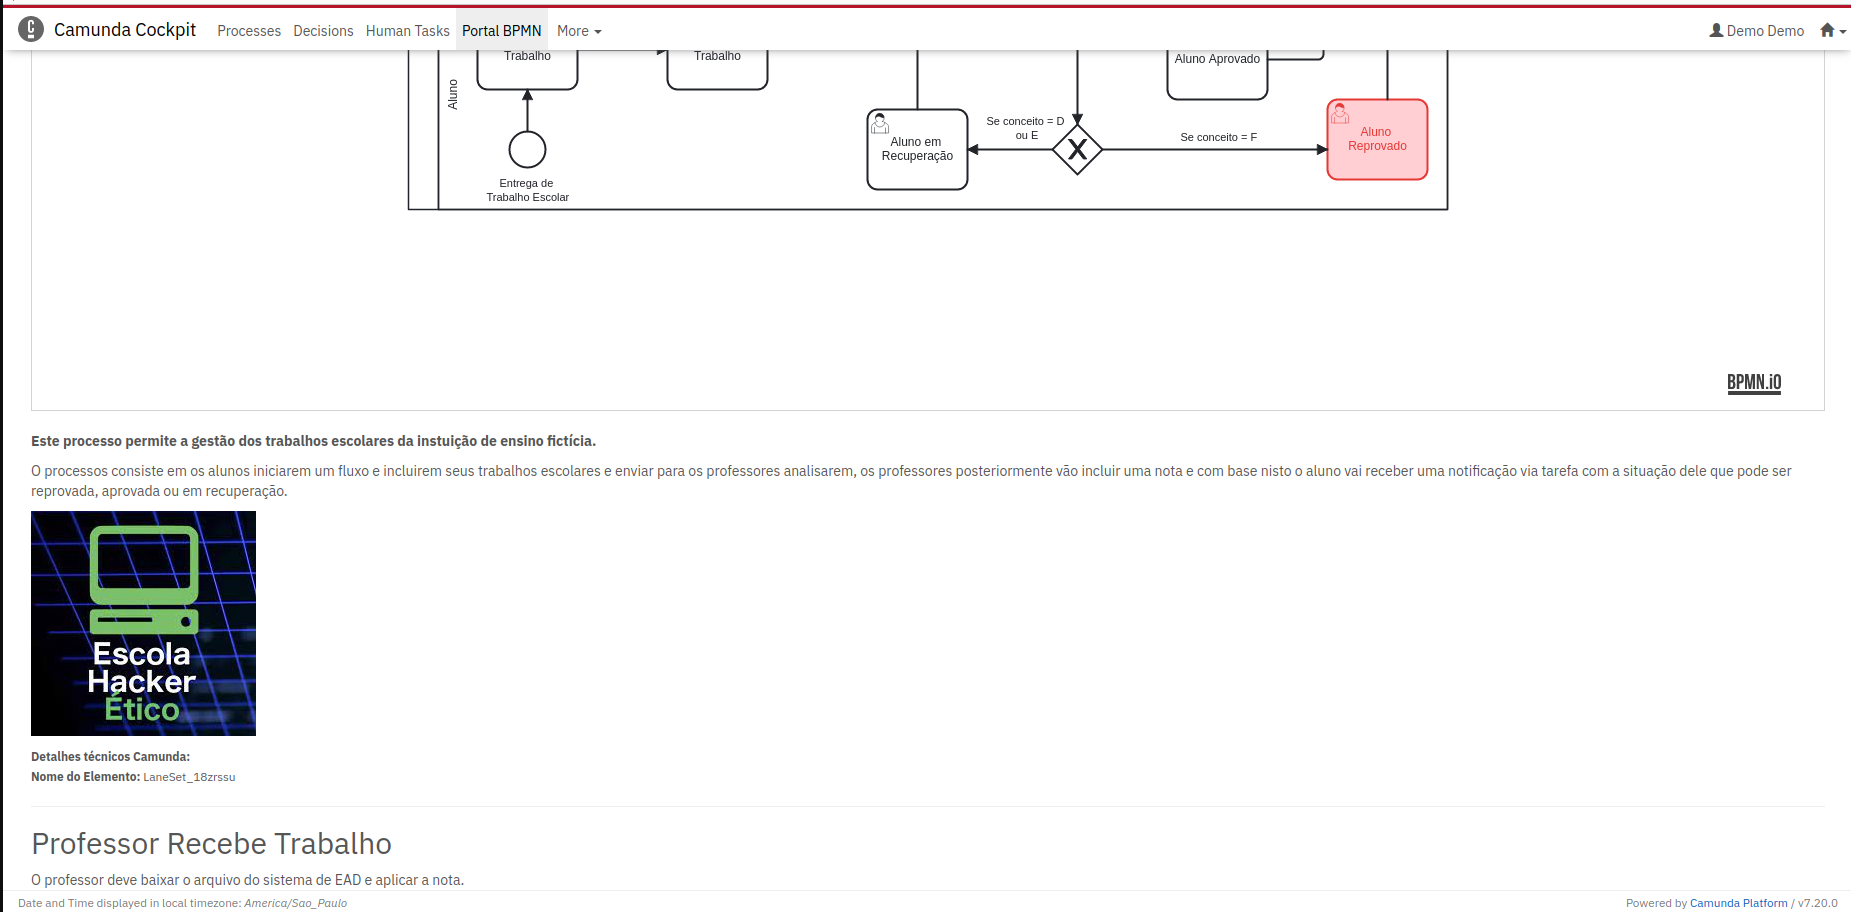 Camunda Cockpit Processes Decisions Human Tasks Portal BPMN More Demo Demo
Trabalho
Trabalho
Aluno Aprovado
Aluno
Entrega de
Trabalho Escolar
Aluno em
Recuperação
Se conceito = D
ou E
X
Se conceito = F
Aluno
Reprovado
BPMN.iO
Este processo permite a gestão dos trabalhos escolares da instuição de ensino fictícia.
O processos consiste em os alunos iniciarem um fluxo e incluirem seus trabalhos escolares e enviar para os professores analisarem, os professores posteriormente vão incluir uma nota e com base nisto o aluno vai receber uma notificação via tarefa com a situação dele que pode ser
reprovada, aprovada ou em recuperação.
Escola
Hacker
Ético
Detalhes técnicos Camunda:
Nome do Elemento: LaneSet_18zrssu
Professor Recebe Trabalho
O professor deve baixar o arquivo do sistema de EAD e aplicar a nota.
Date and Time displayed in local timezone: America/Sao_Paulo
Powered by Camunda Platform / v7.20.0